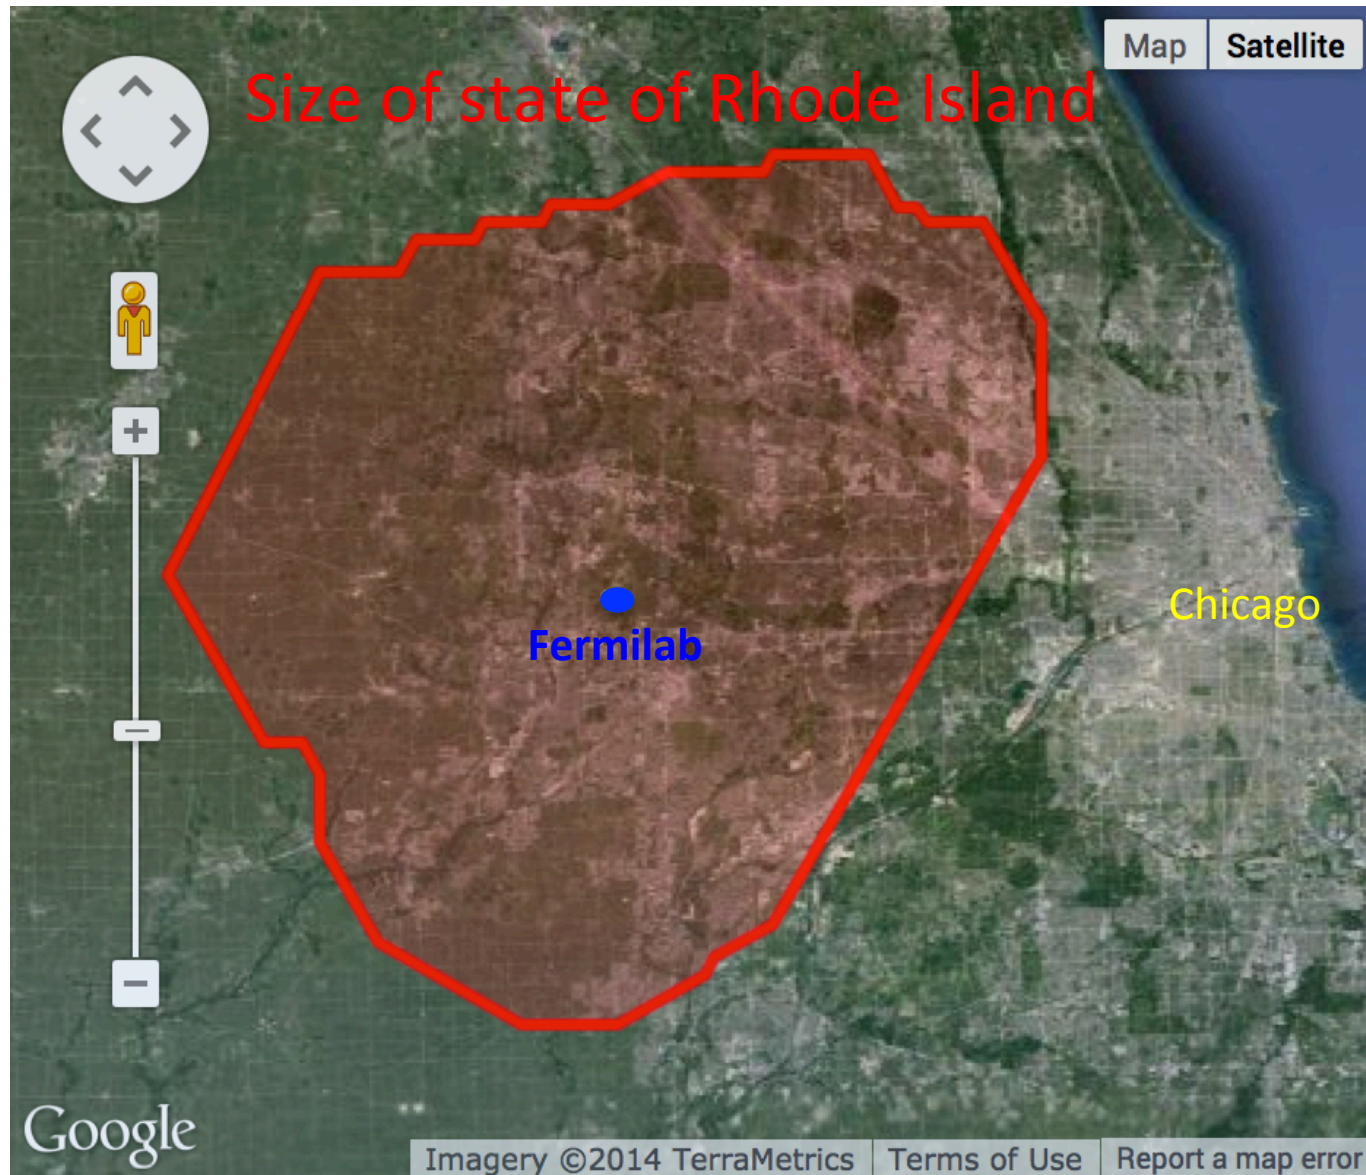 Map Satellite
Size of state of Rhode Island
Chicago
Fermilab
Google
Imagery ©2014 TerraMetrics Terms of Use Report a map error